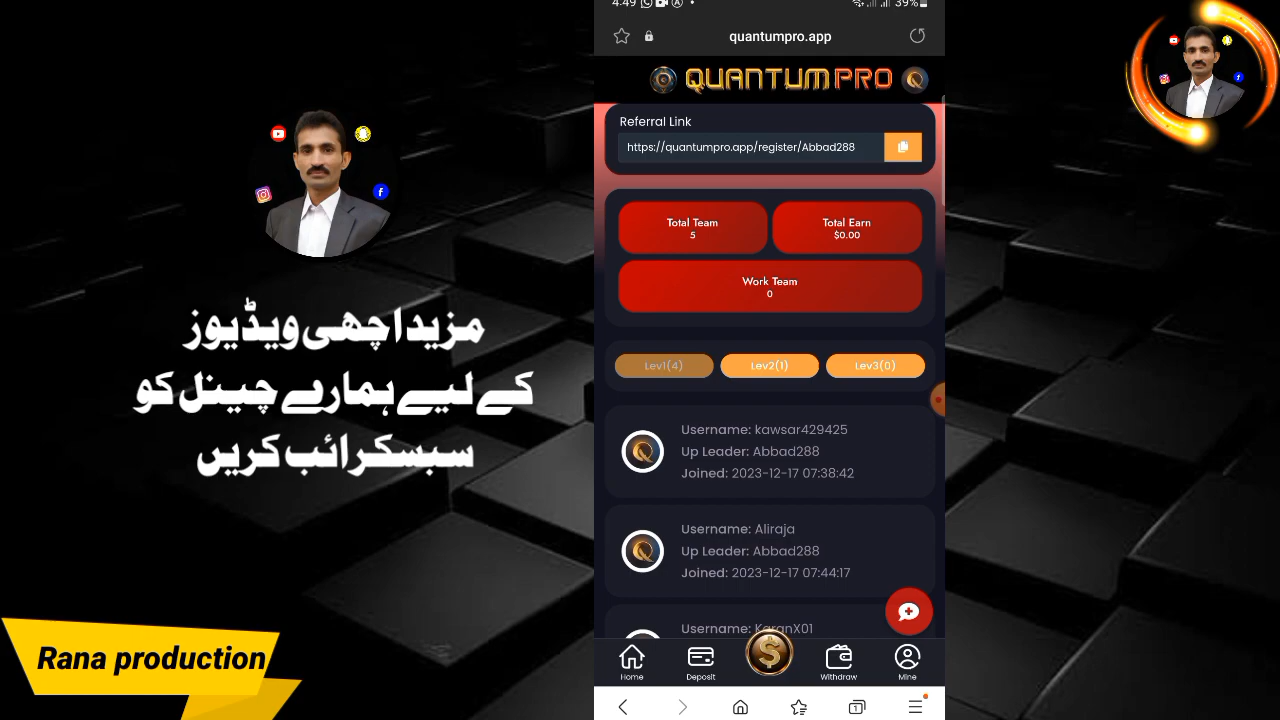 4:49
39%
quantumpro.app
QUANTUM PRO
Referral Link
https://quantumpro.app/register/Abbad288
Total Team
5
Total Earn
$0.00
Work Team
0
Lev1(4)
Lev2(1)
Lev3(0)
Username: kawsar429425
Up Leader: Abbad288
Joined: 2023-12-17 07:38:42
Username: Aliraja
Up Leader: Abbad288
Joined: 2023-12-17 07:44:17
Username: KaranX01
Home
Deposit
Withdraw
Mine
1
مزید اچھی ویڈیوز
کے لیے ہمارے چینل کو
سبسکرائب کریں
Rana production